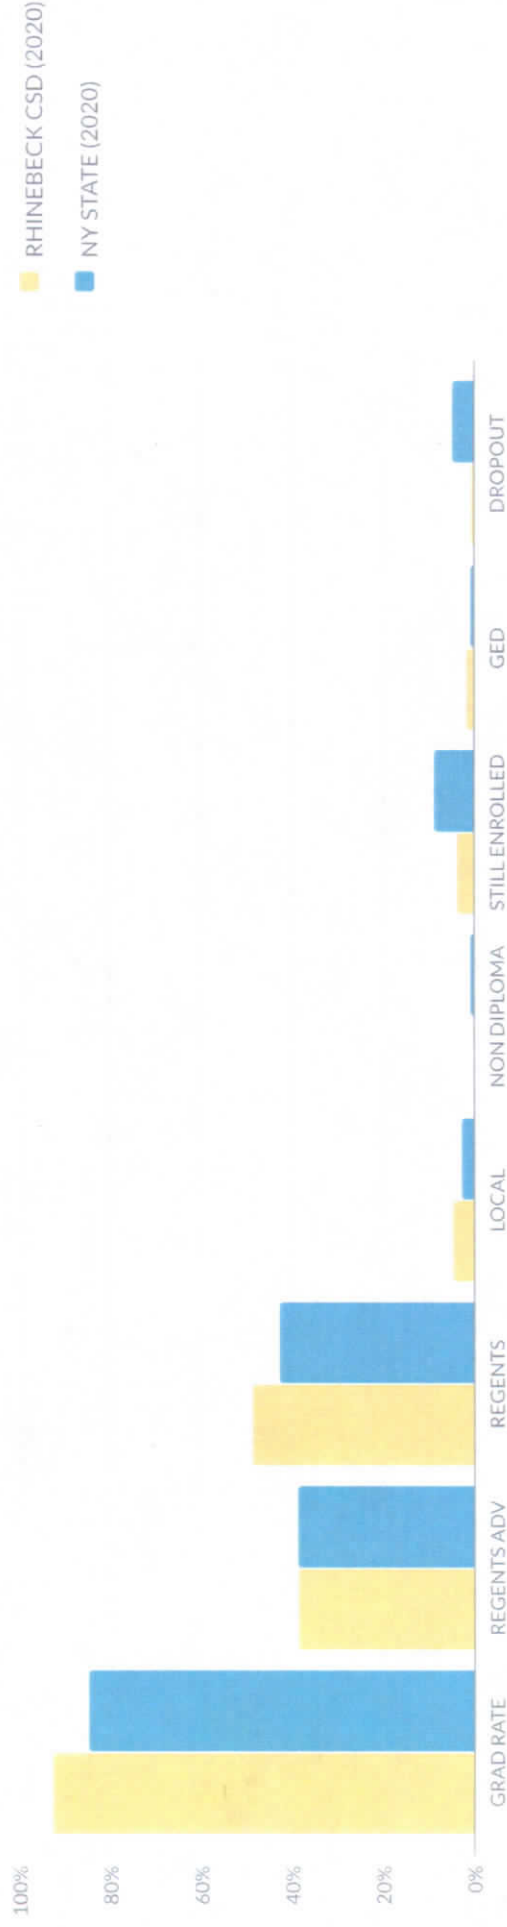 RHINEBECK CSD (2020)
NY STATE (2020)
100%
80%
60%
40%
20%
0%
GRAD RATE
REGENTS ADV
REGENTS
LOCAL
NON DIPLOMA
STILL ENROLLED
GED
DROPOUT